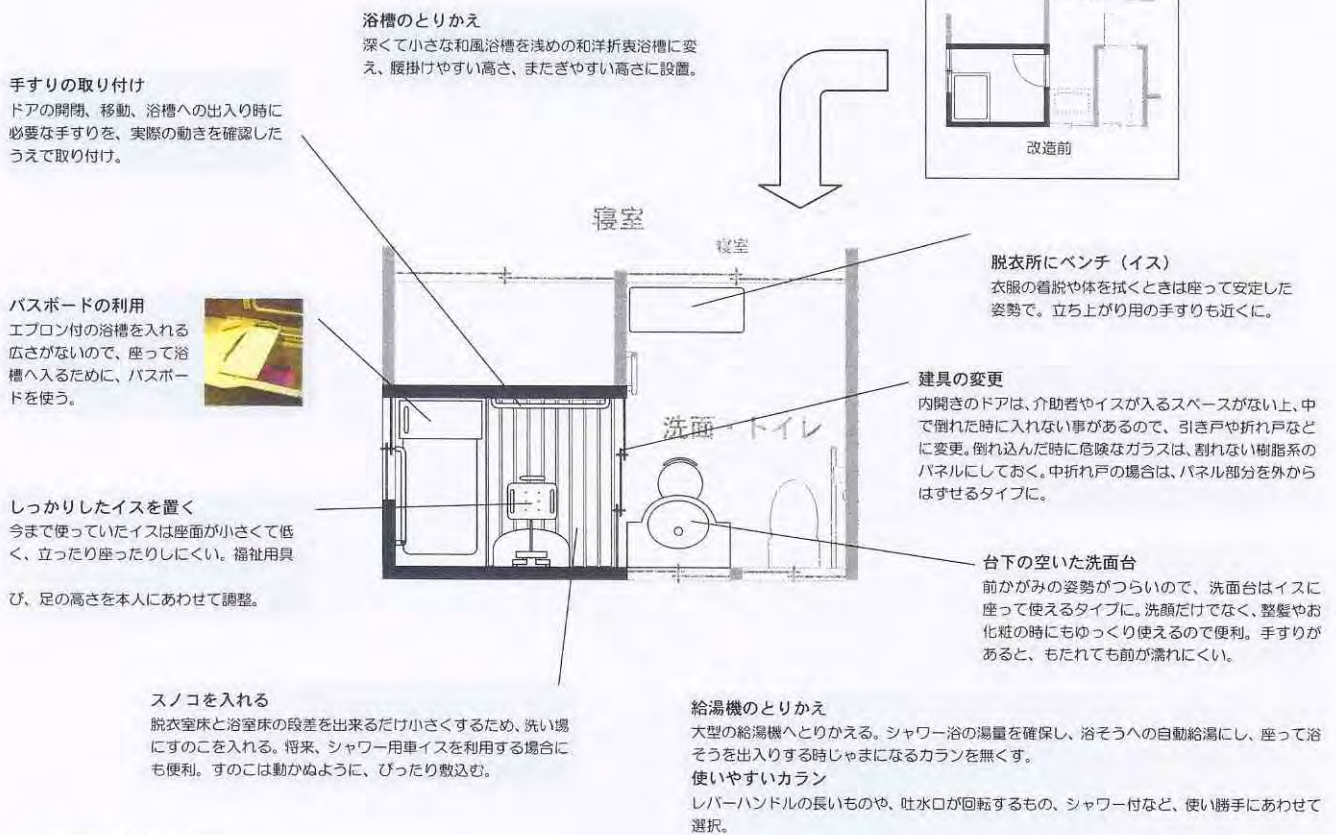 浴槽のとりかえ
深くて小さな和風浴槽を浅めの和洋折衷浴槽に変
え、腰掛けやすい高さ、またぎやすい高さに設置。
手すりの取り付け
ドアの開閉、移動、浴槽への出入り時に
必要な手すりを、実際の動きを確認した
うえで取り付け。
改造前
寝室
寝室
脱衣所にベンチ（イス）
衣服の着脱や体を拭くときは座って安定した
姿勢で。立ち上がり用の手すりも近くに。
バスボードの利用
エプロン付の浴槽を入れる
広さがないので、座って浴
槽へ入るために、バスボー
ドを使う。
建具の変更
内開きのドアは、介助者やイスが入るスペースがない上、中
で倒れた時に入れない事があるので、引き戸や折れ戸など
に変更。倒れ込んだ時に危険なガラスは、割れない樹脂系の
パネルにしておく。中折れ戸の場合は、パネル部分を外から
はずせるタイプに。
洗面・トイレ
しっかりしたイスを置く
今まで使っていたイスは座面が小さくて低
く、立ったり座ったりしにくい。福祉用具
び、足の高さを本人にあわせて調整。
台下の空いた洗面台
前かがみの姿勢がつらいので、洗面台はイスに
座って使えるタイプに。洗顔だけでなく、整髪やお
化粧の時にもゆっくり使えるので便利。手すりが
あると、もたれても前が濡れにくい。
スノコを入れる
脱衣室床と浴室床の段差を出来るだけ小さくするため、洗い場
にすのこを入れる。将来、シャワー用車イスを利用する場合に
も便利。すのこは動かぬように、ぴったり敷込む。
給湯機のとりかえ
大型の給湯機へとりかえる。シャワー浴の湯量を確保し、浴そうへの自動給湯にし、座って浴
そうを出入りする時じゃまになるカランを無くす。
使いやすいカラン
レバーハンドルの長いものや、吐水口が回転するもの、シャワー付など、使い勝手にあわせて
選択。